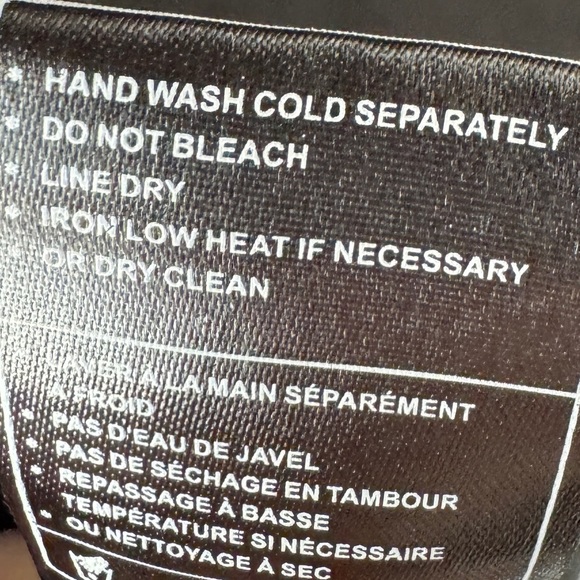 * HAND WASH COLD SEPARATELY
* DO NOT BLEACH
* LINE DRY
* IRON LOW HEAT IF NECESSARY
* OR DRY CLEAN
LAVER À LA MAIN SÉPARÉMENT
À FROID
* PAS D'EAU DE JAVEL
* PAS DE SÉCHAGE EN TAMBOUR
* REPASSAGE À BASSE
TEMPÉRATURE SI NÉCESSAIRE
* OU NETTOYAGE À SEC